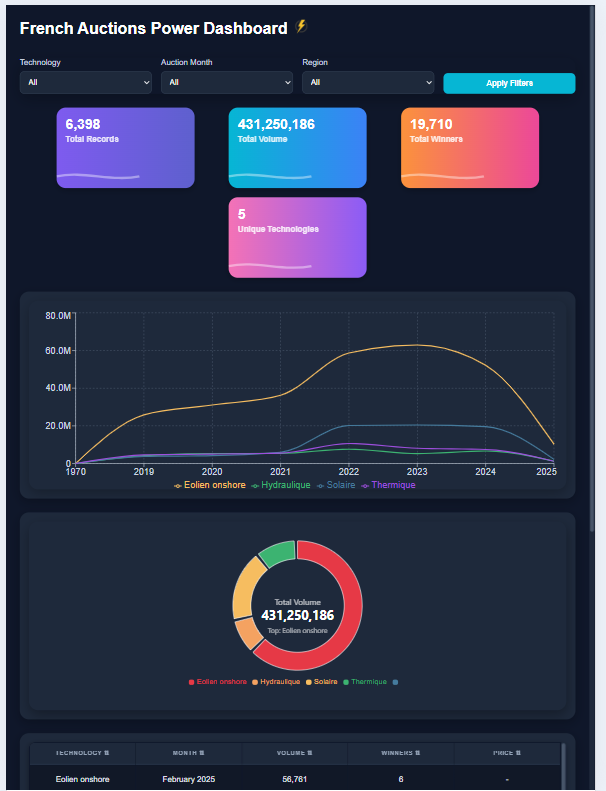 French Auctions Power Dashboard ⚡
Technology Auction Month Region
All All All Apply Filters
6,398 431,250,186 19,710
Total Records Total Volume Total Winners
5
Unique Technologies
80.0M
60.0M
40.0M
20.0M
0
1970 2019 2020 2021 2022 2023 2024 2025
Eolien onshore Hydraulique Solaire Thermique
Total Volume
431,250,186
Top: Eolien onshore
Eolien onshore Hydraulique Solaire Thermique
TECHNOLOGY ⇅ MONTH ⇅ VOLUME ⇅ WINNERS ⇅ PRICE ⇅
Eolien onshore February 2025 56,761 6 -